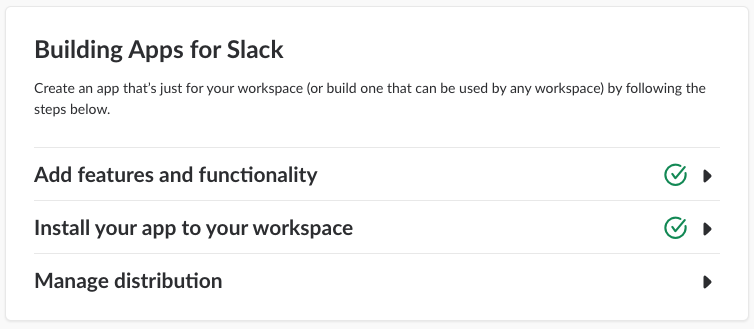 Building Apps for Slack
Create an app that’s just for your workspace (or build one that can be used by any workspace) by following the
steps below.
Add features and functionality
Install your app to your workspace
Manage distribution